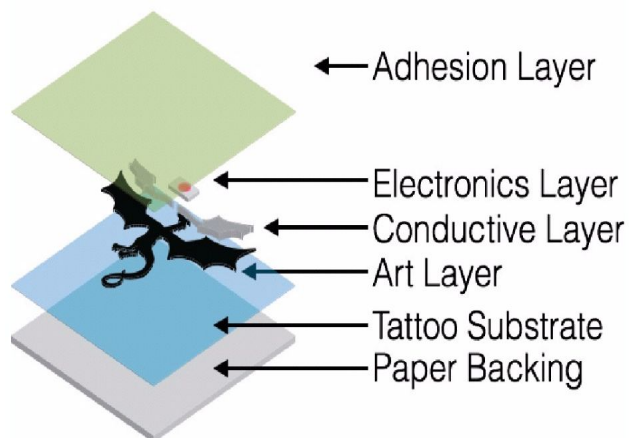 Adhesion Layer
Electronics Layer
Conductive Layer
Art Layer
Tattoo Substrate
Paper Backing